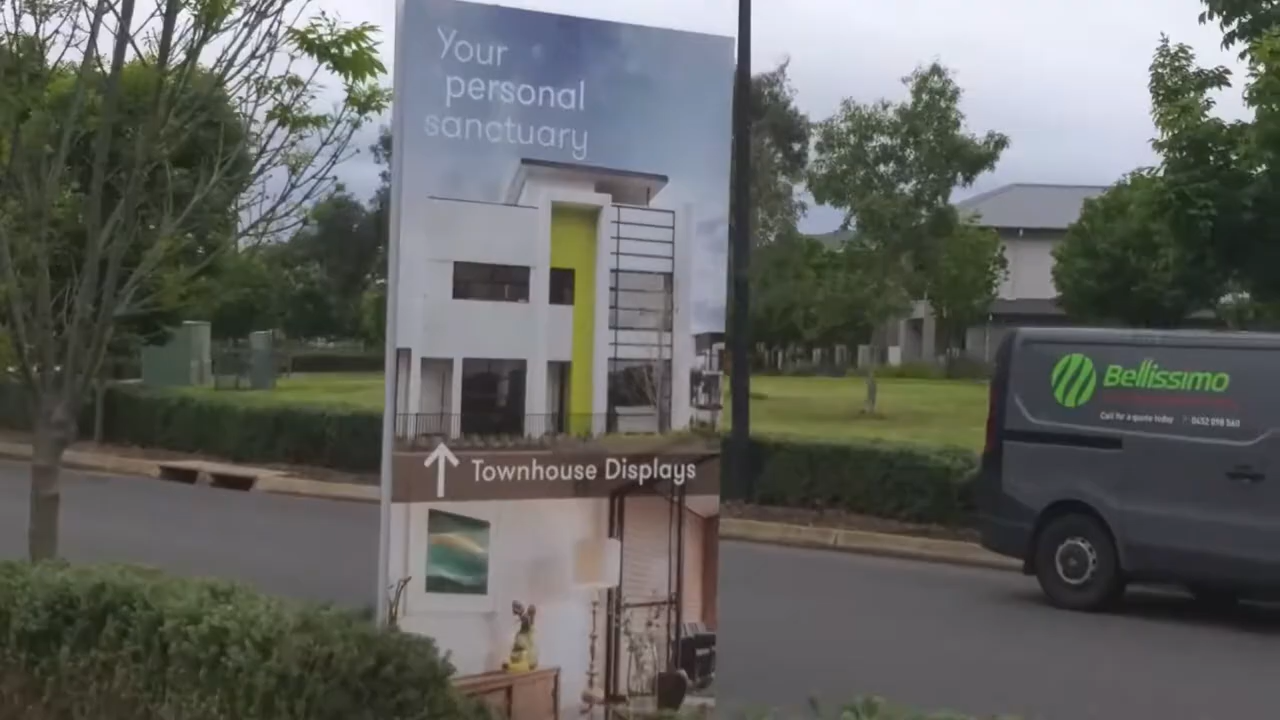 Your
personal
sanctuary
Townhouse Displays
Bellissimo
Call for a quote today